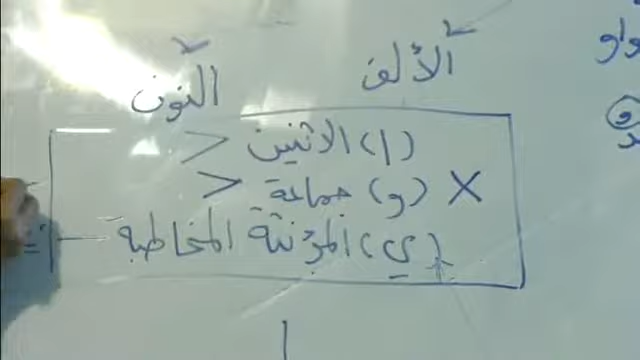 الألف
النون
(ا) الاثنين >
× (و) جماعة >
(ي) المؤنثة المخاطبة